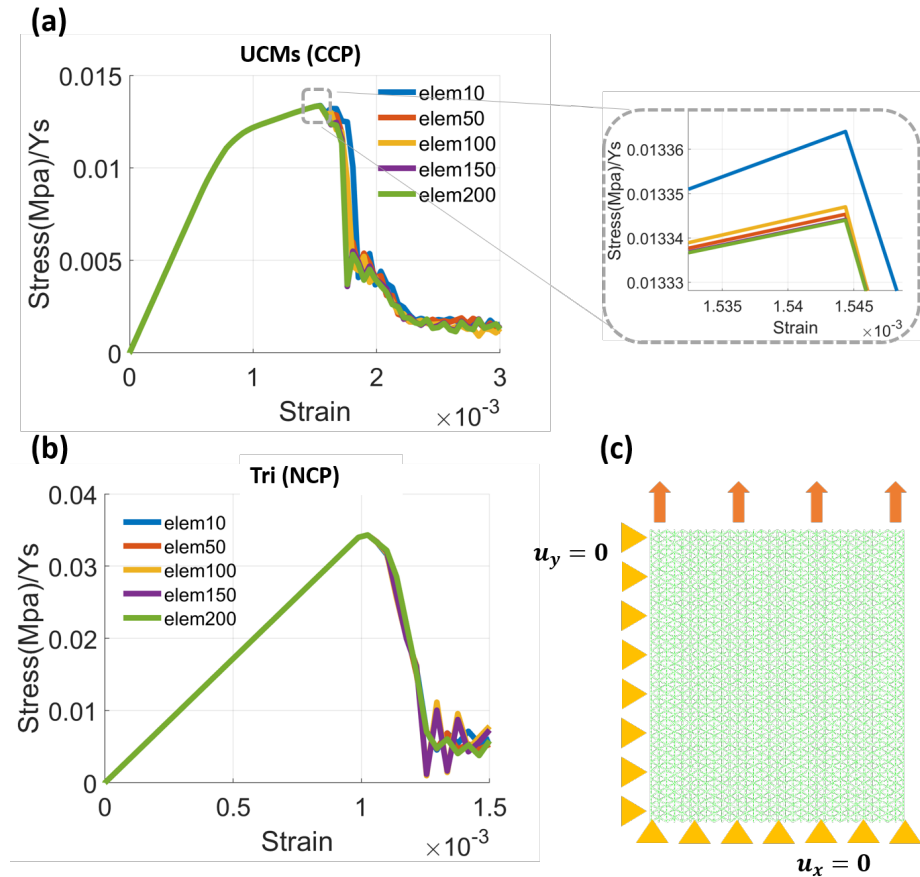 (a)
UCMs (CCP)
0.015
0.01
0.005
0
Stress(Mpa)/Ys
0
1
2
3
Strain
×10⁻³
elem10
elem50
elem100
elem150
elem200
0.01336
0.01335
0.01334
0.01333
Stress(Mpa)/Ys
1.535
1.54
1.545
Strain
×10⁻³
(b)
Tri (NCP)
0.04
0.03
0.02
0.01
0
Stress(Mpa)/Ys
0
0.5
1
1.5
Strain
×10⁻³
elem10
elem50
elem100
elem150
elem200
(c)
u_y = 0
u_x = 0